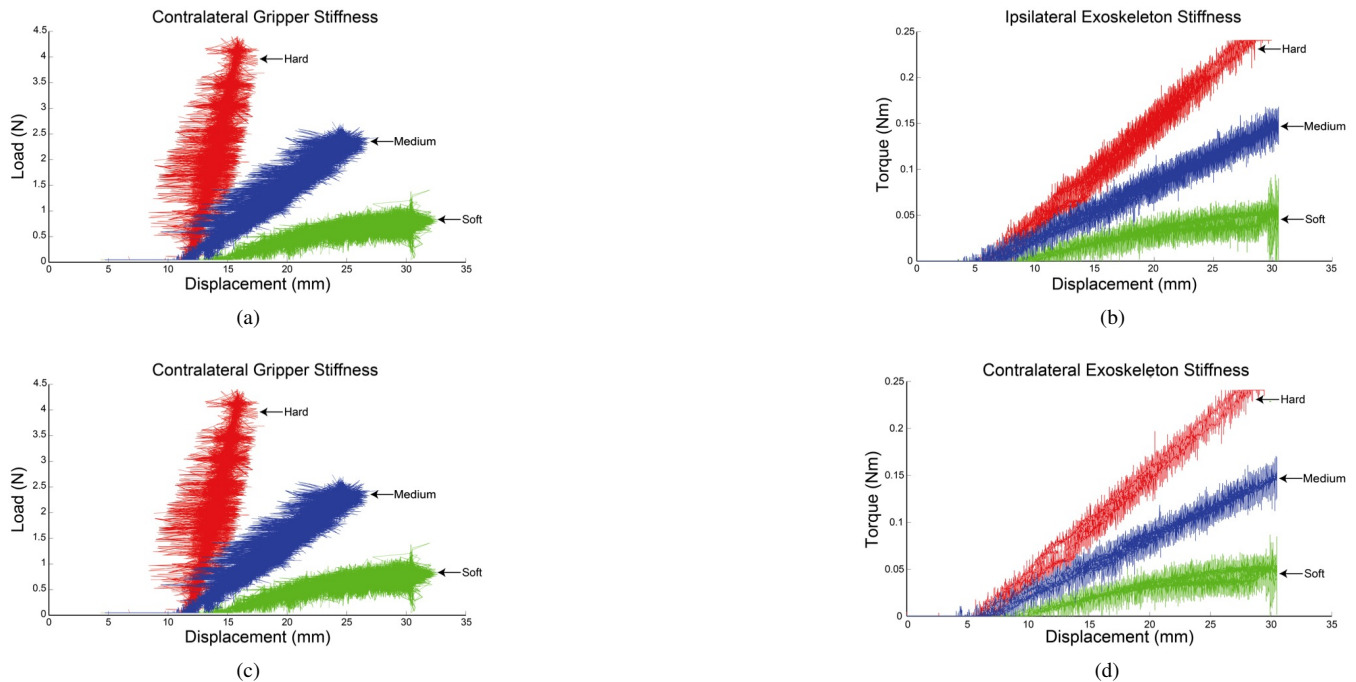 Contralateral Gripper Stiffness
4.5
4
3.5
3
2.5
2
1.5
1
0.5
0
Load (N)
Hard
Medium
Soft
0 5 10 15 20 25 30 35
Displacement (mm)
(a)
Ipsilateral Exoskeleton Stiffness
0.25
0.2
0.15
0.1
0.05
0
Torque (Nm)
Hard
Medium
Soft
0 5 10 15 20 25 30 35
Displacement (mm)
(b)
Contralateral Gripper Stiffness
4.5
4
3.5
3
2.5
2
1.5
1
0.5
0
Load (N)
Hard
Medium
Soft
0 5 10 15 20 25 30 35
Displacement (mm)
(c)
Contralateral Exoskeleton Stiffness
0.25
0.2
0.15
0.1
0.05
0
Torque (Nm)
Hard
Medium
Soft
0 5 10 15 20 25 30 35
Displacement (mm)
(d)